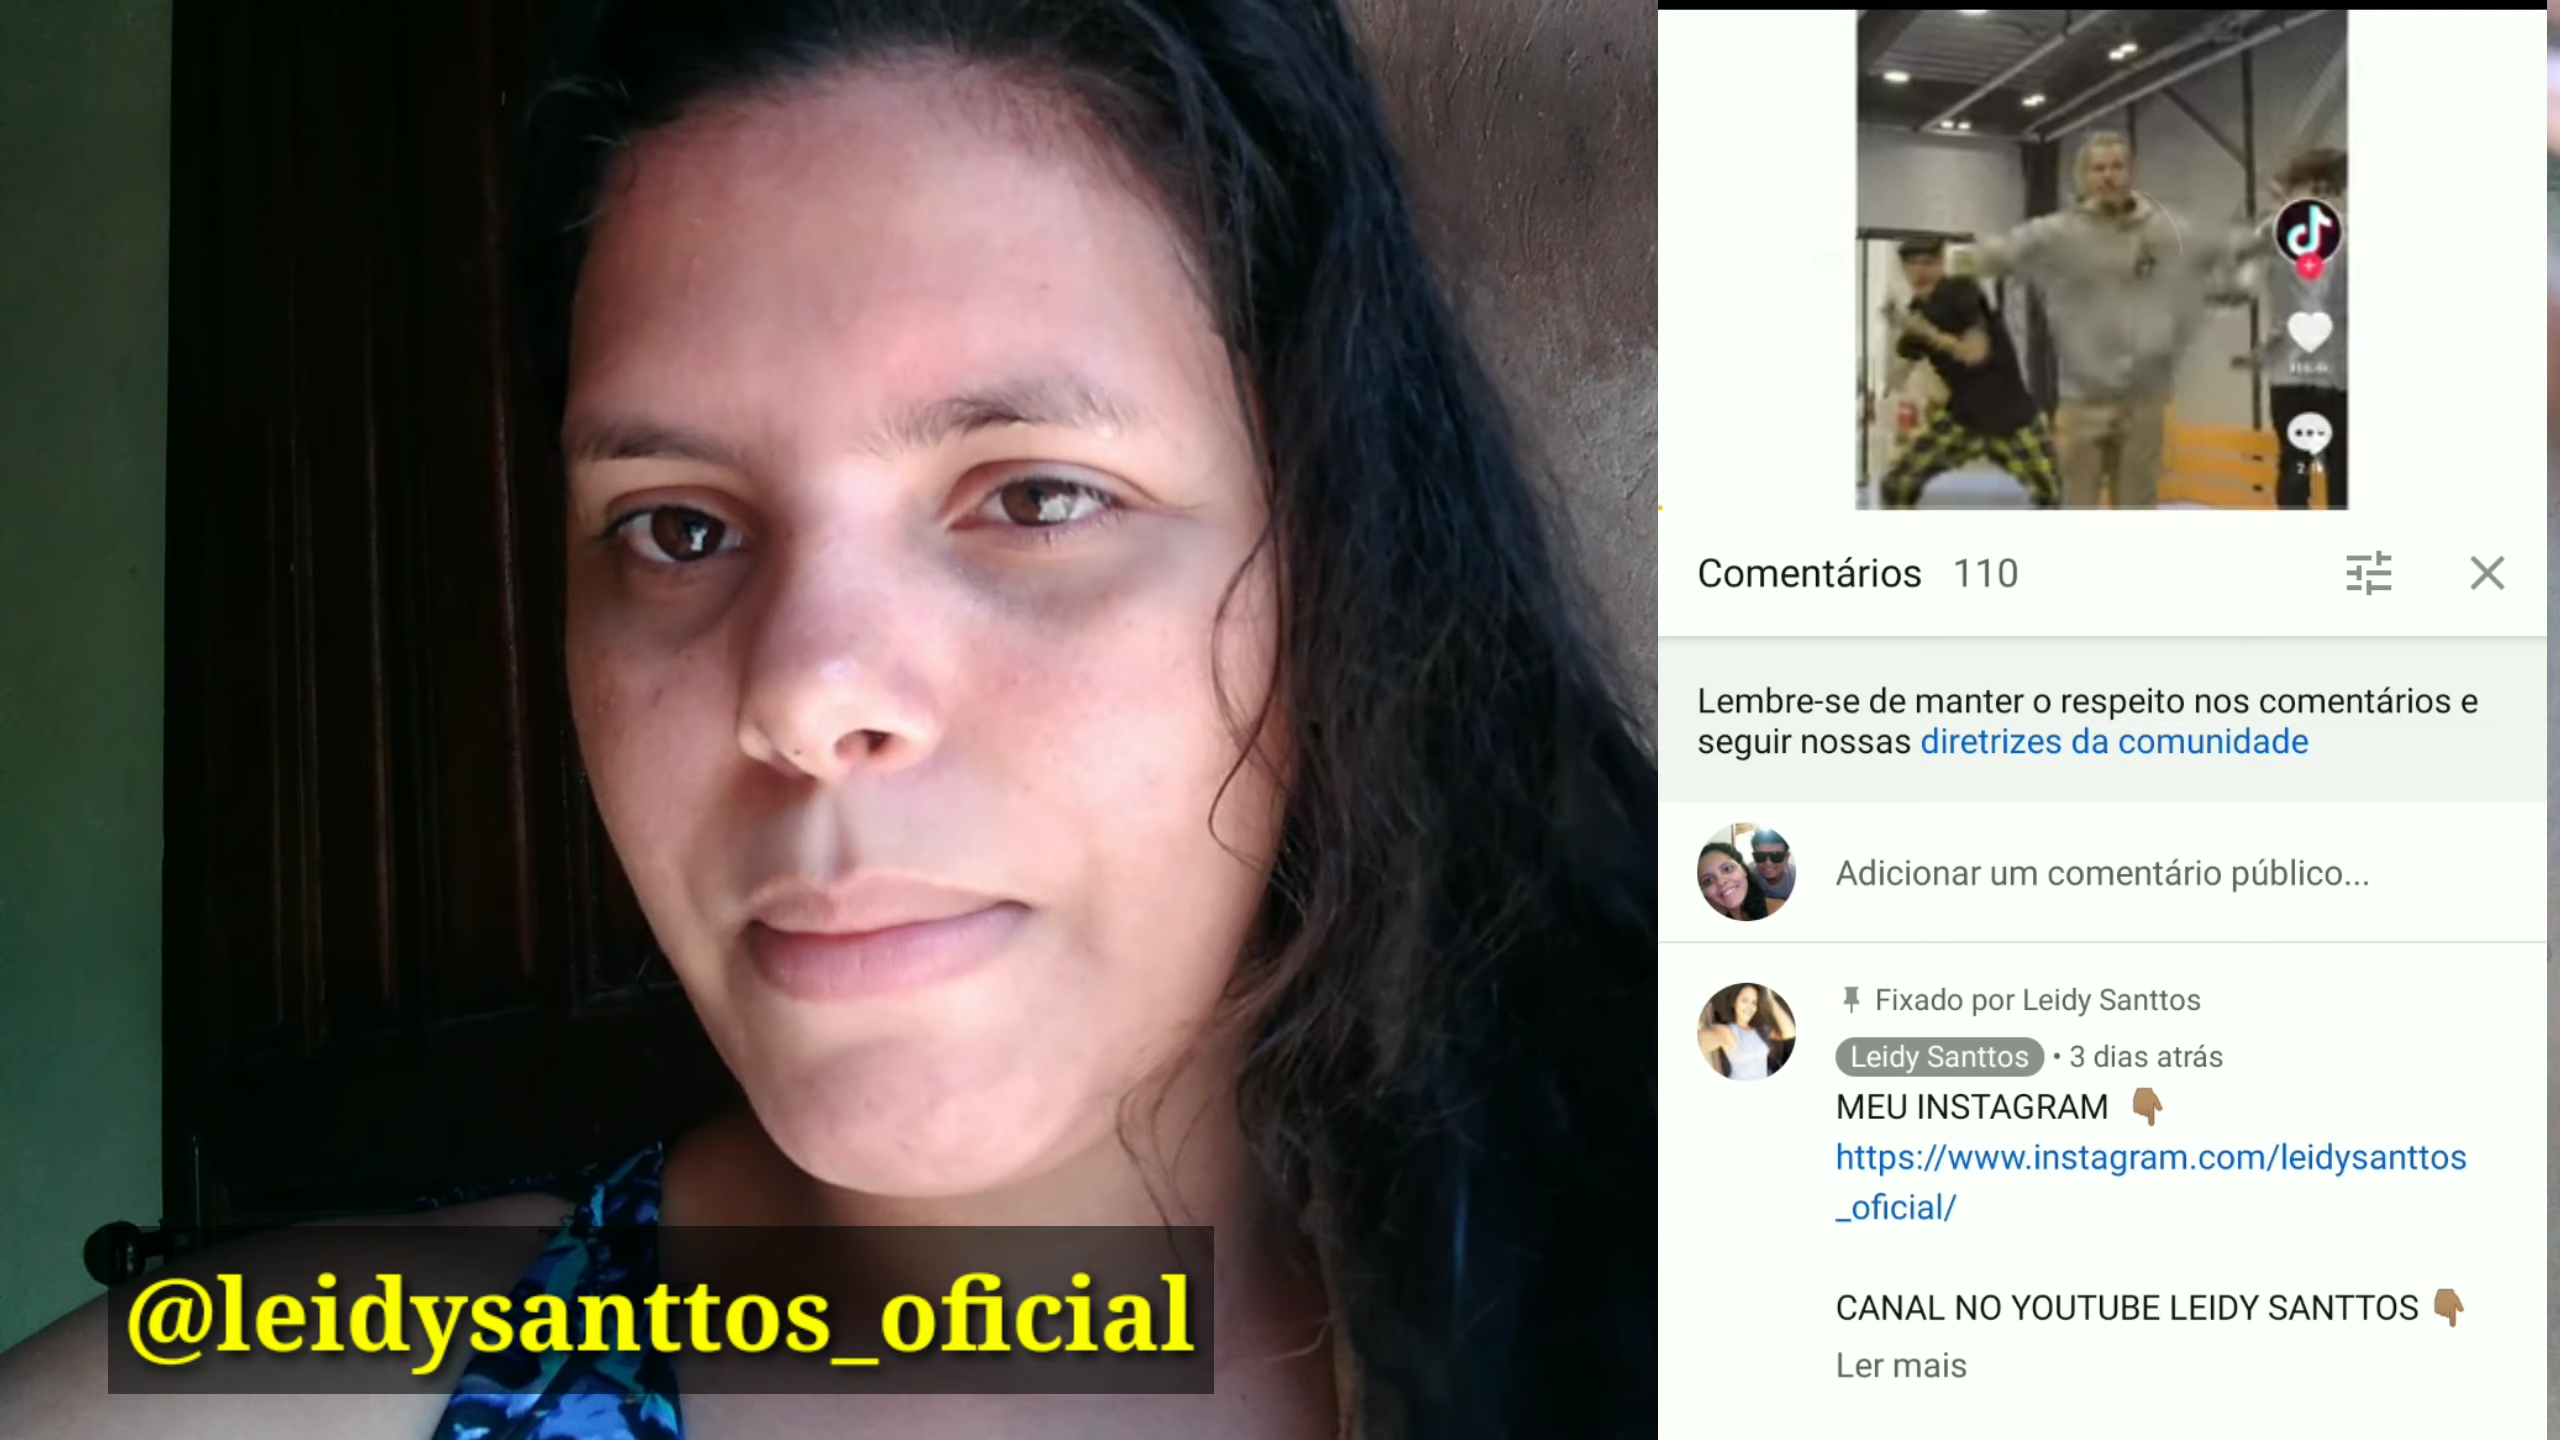 @leidysanttos_oficial
Comentários 110
Lembre-se de manter o respeito nos comentários e
seguir nossas diretrizes da comunidade
Adicionar um comentário público...
Fixado por Leidy Santtos
Leidy Santtos • 3 dias atrás
MEU INSTAGRAM 👇🏽
https://www.instagram.com/leidysanttos
_oficial/
CANAL NO YOUTUBE LEIDY SANTTOS 👇🏽
Ler mais